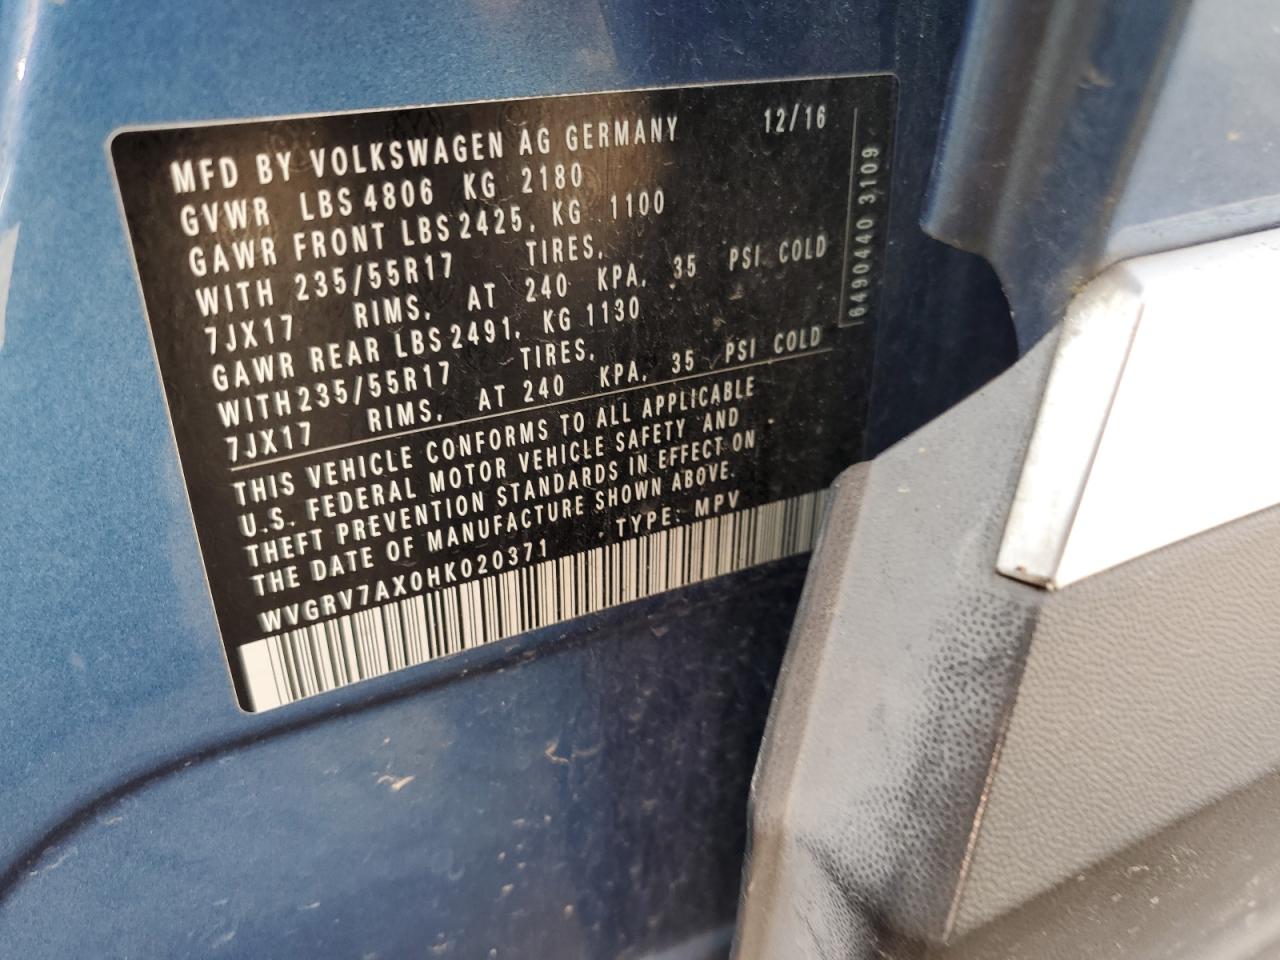 MFD BY VOLKSWAGEN AG GERMANY 12/16
GVWR LBS 4806 KG 2180
GAWR FRONT LBS 2425, KG 1100
WITH 235/55R17 TIRES,
7JX17 RIMS, AT 240 KPA, 35 PSI COLD
GAWR REAR LBS 2491, KG 1130
WITH 235/55R17 TIRES,
7JX17 RIMS, AT 240 KPA, 35 PSI COLD
THIS VEHICLE CONFORMS TO ALL APPLICABLE
U.S. FEDERAL MOTOR VEHICLE SAFETY AND
THEFT PREVENTION STANDARDS IN EFFECT ON
THE DATE OF MANUFACTURE SHOWN ABOVE.
WVGRV7AX0HK020371 TYPE: MPV
6490440 3109